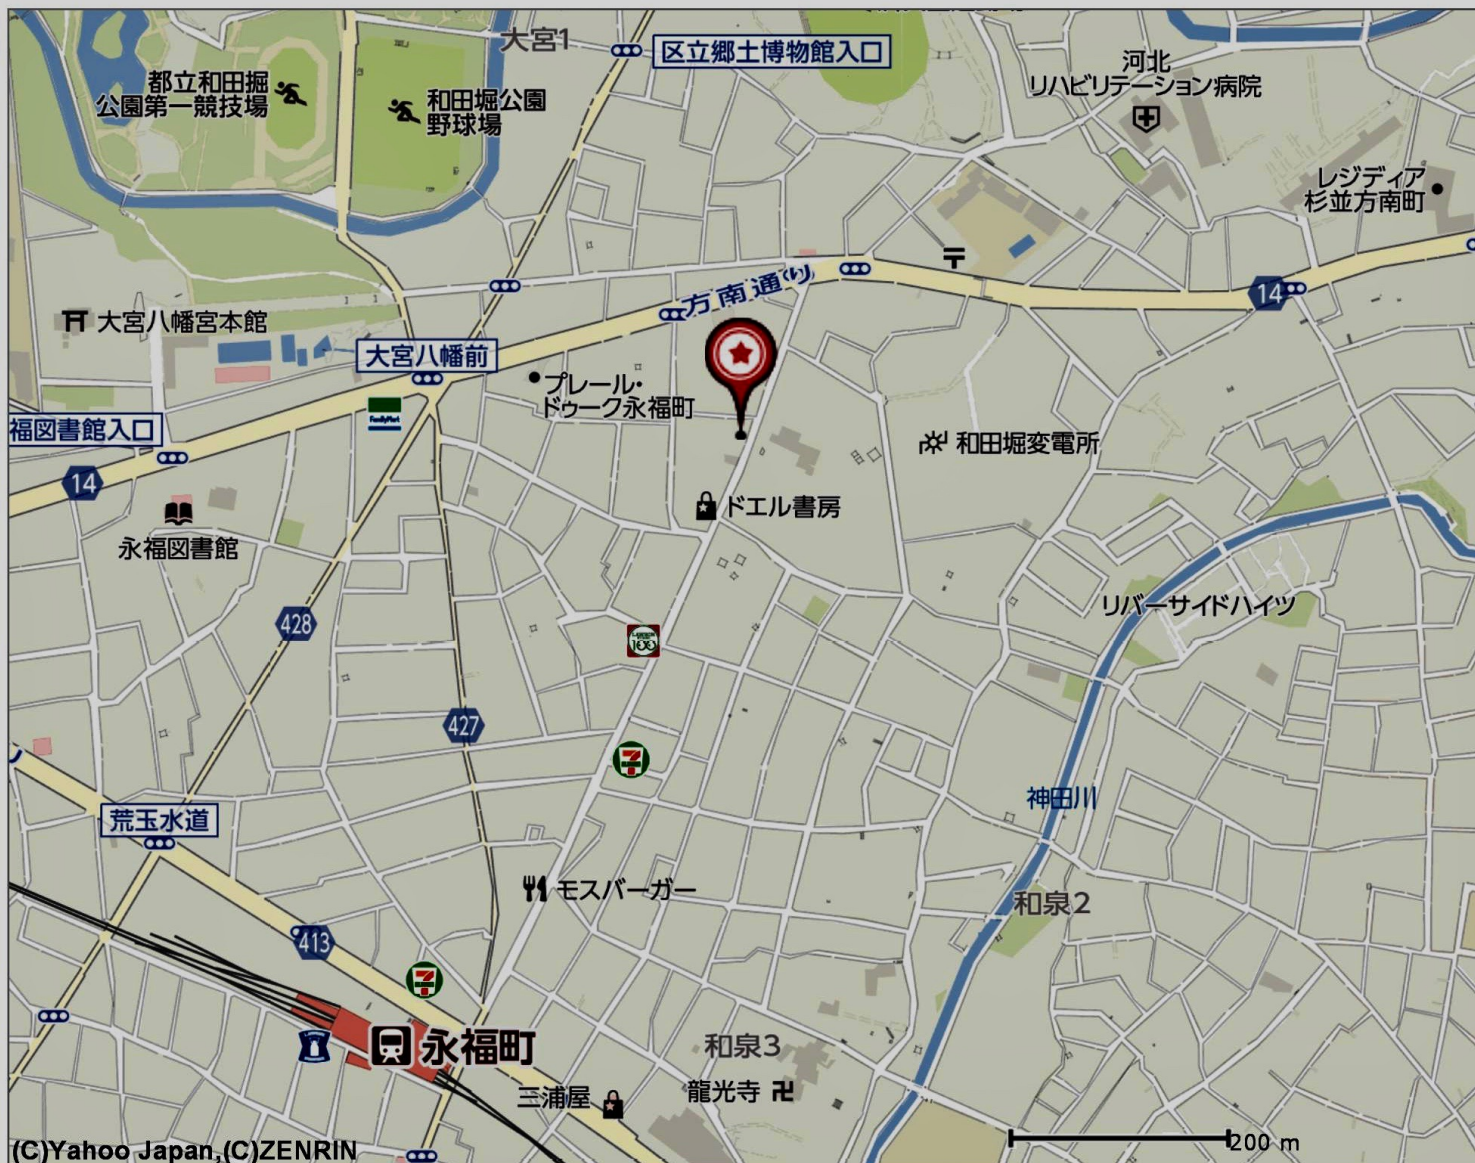 大宮1
区立郷土博物館入口
河北
リハビリテーション病院
都立和田掘
公園第一競技場
和田堀公園
野球場
レジディア
杉並方南町
方南通り
14
大宮八幡宮本館
大宮八幡前
プレール・
ドゥーク永福町
FamilyMart
福図書館入口
14
和田堀変電所
永福図書館
ドエル書房
428
リバーサイドハイツ
100
427
7
神田川
荒玉水道
モスバーガー
和泉2
413
7
永福町
和泉3
龍光寺
三浦屋
200 m
(C)Yahoo Japan,(C)ZENRIN